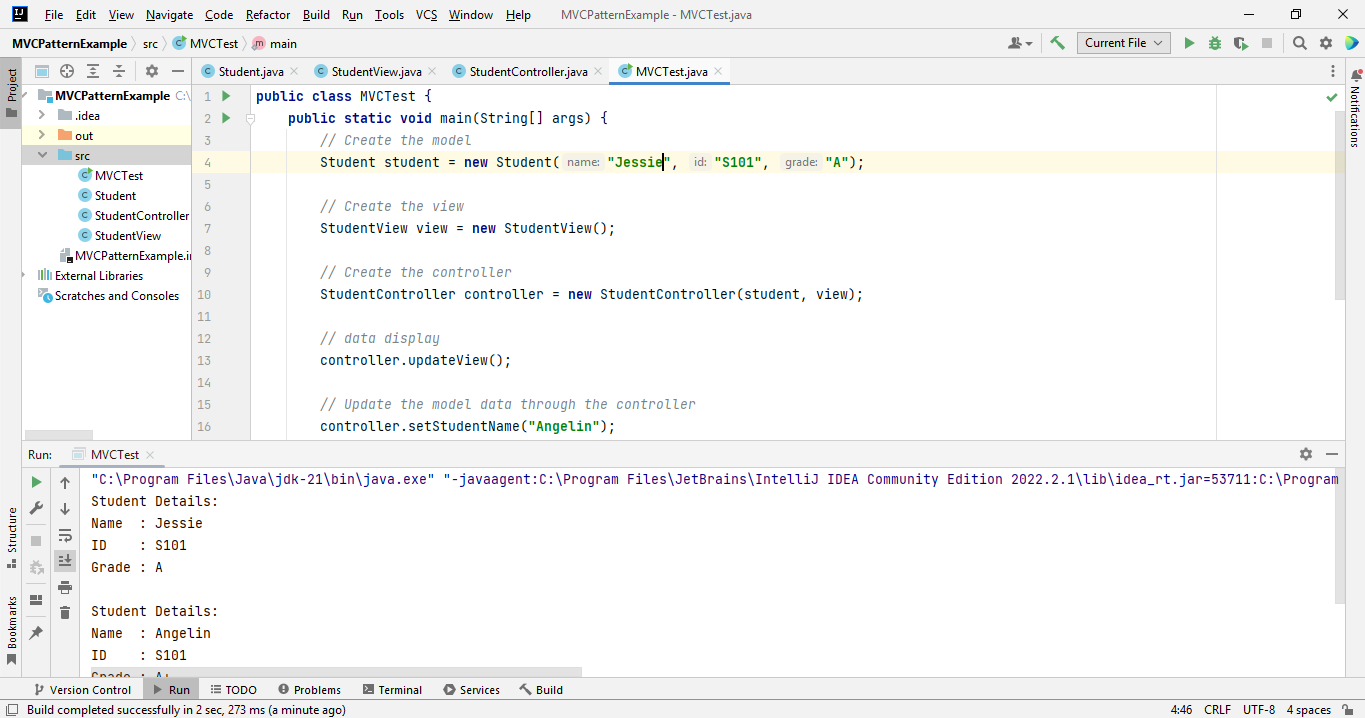 File Edit View Navigate Code Refactor Build Run Tools VCS Window Help MVCPatternExample - MVCTest.java
MVCPatternExample src MVCTest main Current File
Project
Student.java StudentView.java StudentController.java MVCTest.java
MVCPatternExample C:\
.idea
out
src
MVCTest
Student
StudentController
StudentView
MVCPatternExample.i
External Libraries
Scratches and Consoles
1 public class MVCTest {
2 public static void main(String[] args) {
3 // Create the model
4 Student student = new Student( name: "Jessie", id: "S101", grade: "A");
5
6 // Create the view
7 StudentView view = new StudentView();
8
9 // Create the controller
10 StudentController controller = new StudentController(student, view);
11
12 // data display
13 controller.updateView();
14
15 // Update the model data through the controller
16 controller.setStudentName("Angelin");
Notifications
Run: MVCTest
"C:\Program Files\Java\jdk-21\bin\java.exe" "-javaagent:C:\Program Files\JetBrains\IntelliJ IDEA Community Edition 2022.2.1\lib\idea_rt.jar=53711:C:\Program
Student Details:
Name : Jessie
ID : S101
Grade : A
Student Details:
Name : Angelin
ID : S101
Grade : A+
Structure
Bookmarks
Version Control Run TODO Problems Terminal Services Build
Build completed successfully in 2 sec, 273 ms (a minute ago) 4:46 CRLF UTF-8 4 spaces